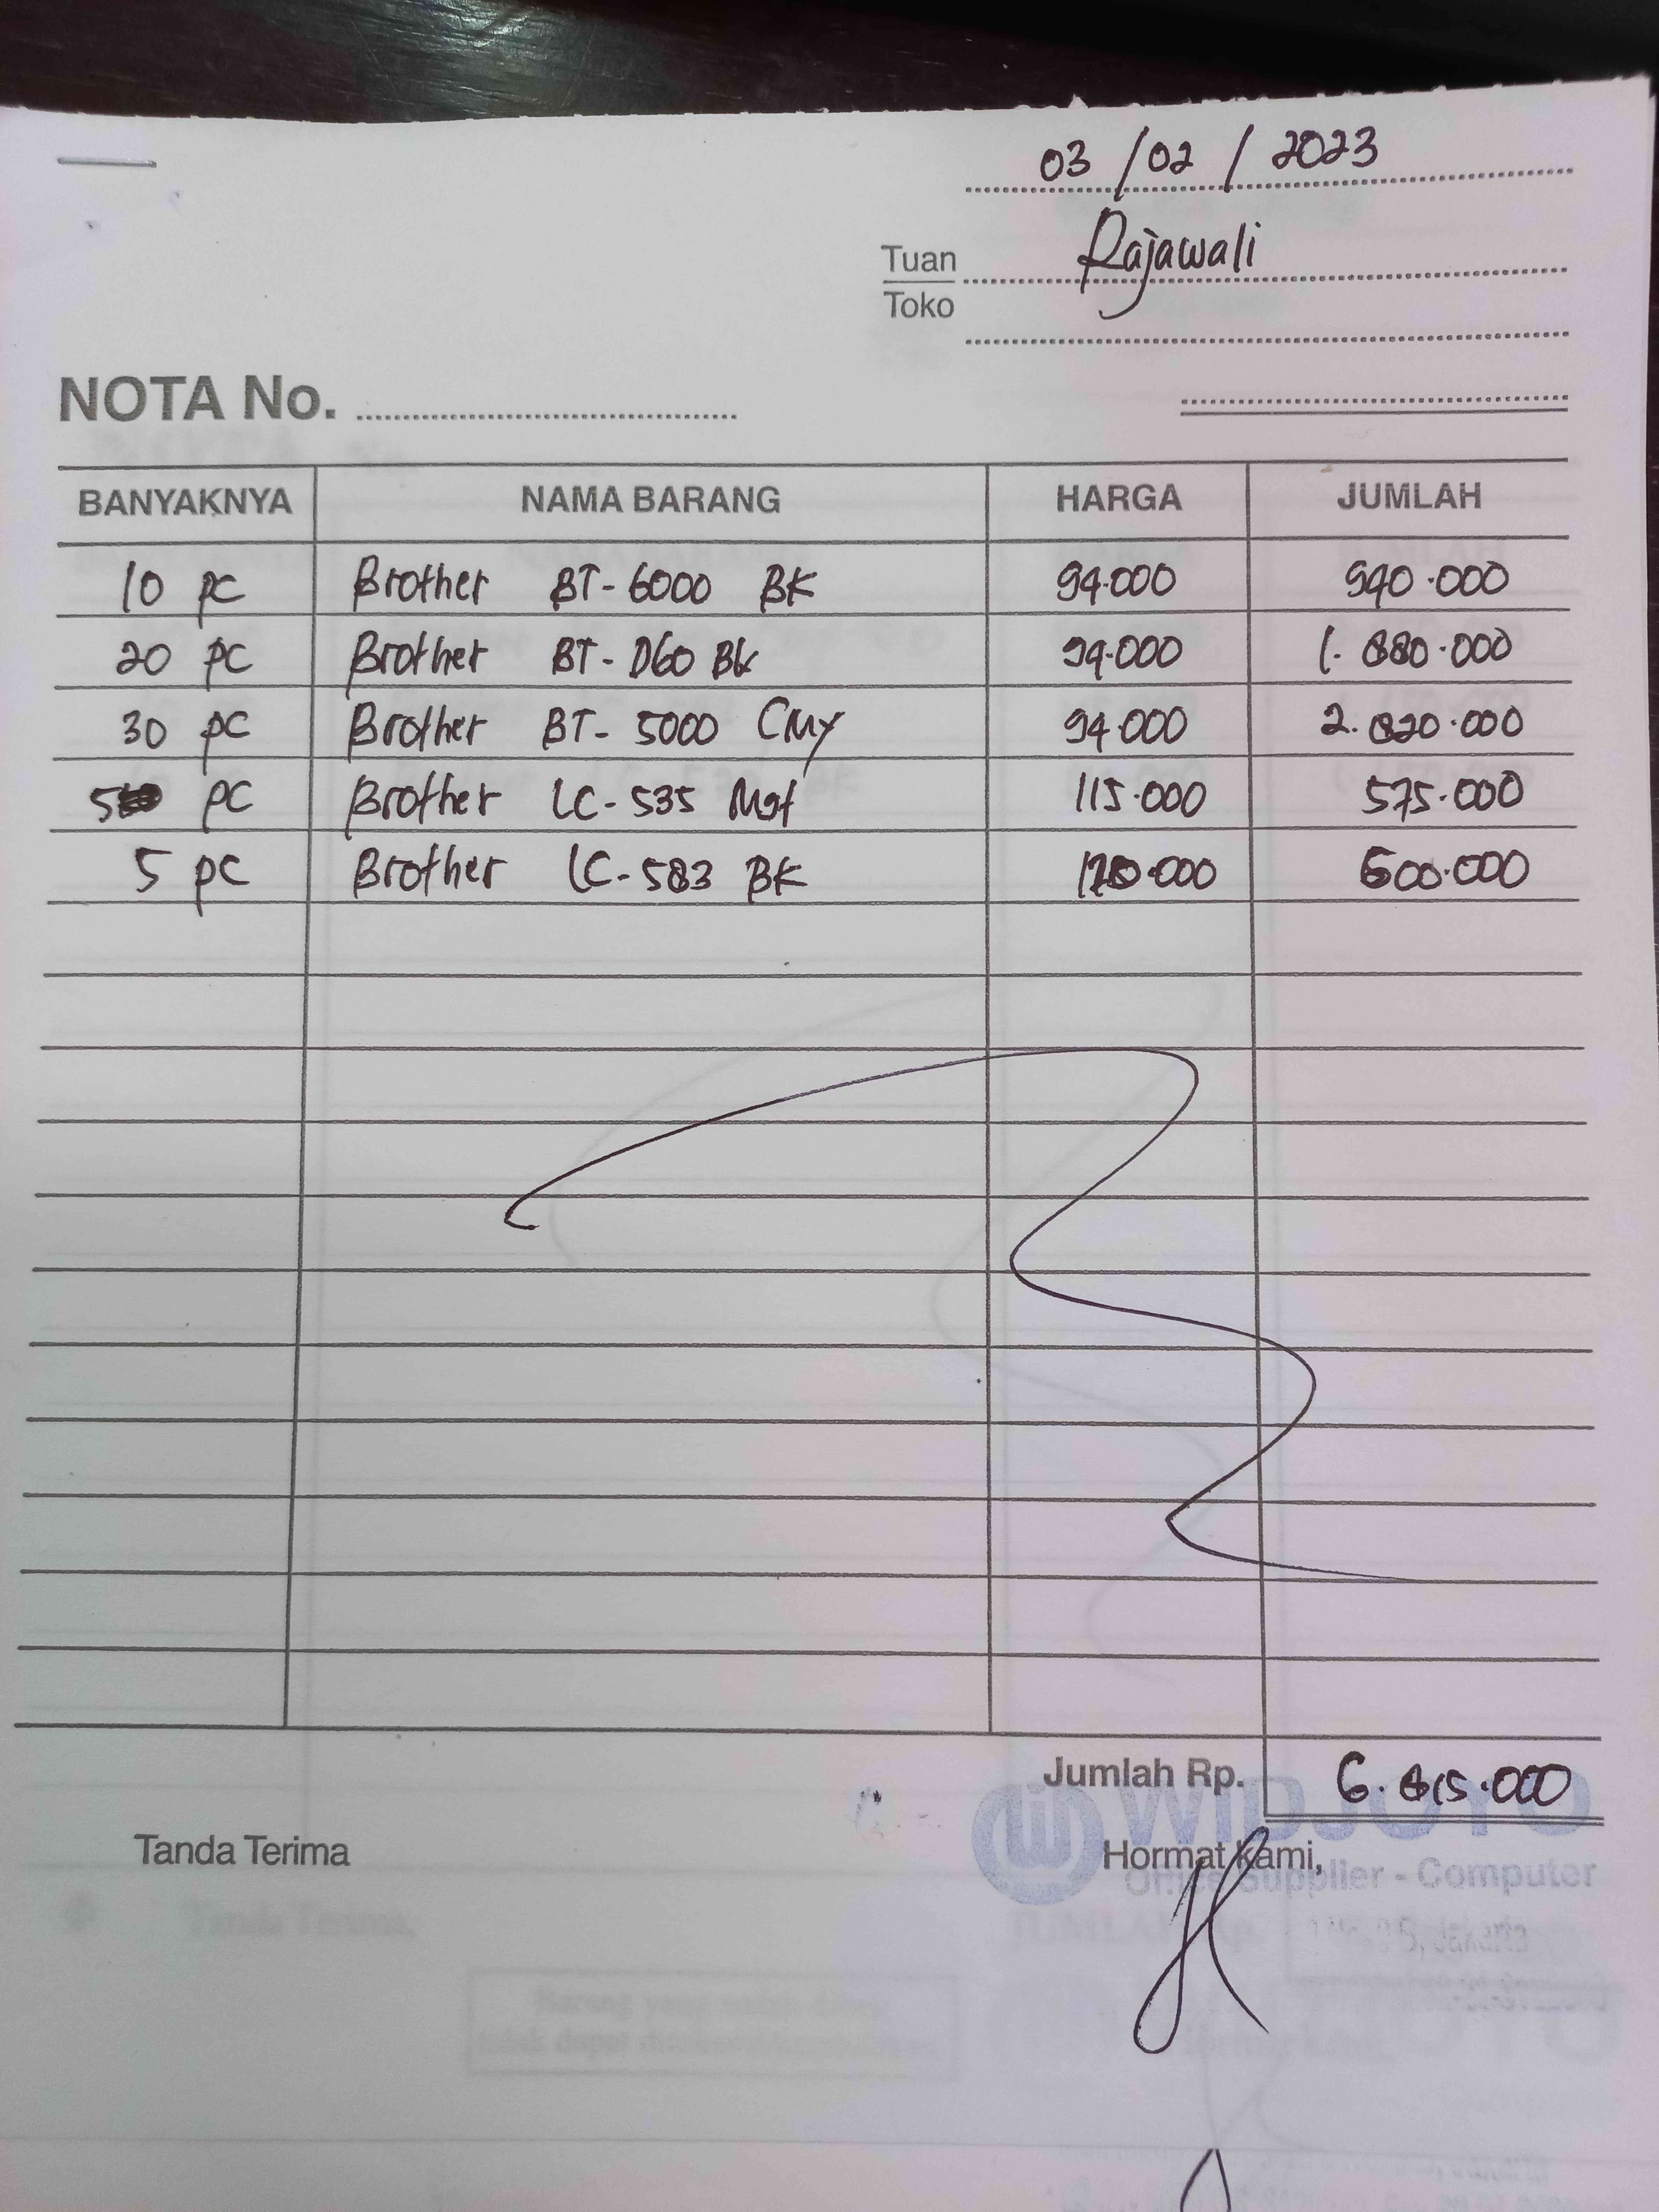 03 / 02 / 2023
Tuan Rajawali
Toko
NOTA No.
BANYAKNYA NAMA BARANG HARGA JUMLAH
10 pc Brother BT-6000 BK 94.000 940.000
20 pc Brother BT-D60 BK 94.000 1.880.000
30 pc Brother BT-5000 CMY 94.000 2.820.000
5 pc Brother LC-535 Mgt 115.000 575.000
5 pc Brother LC-583 BK 120.000 600.000
Jumlah Rp. 6.815.000
WIDJOYO
Tanda Terima Hormat kami,
Office Supplier - Computer
Jakarta